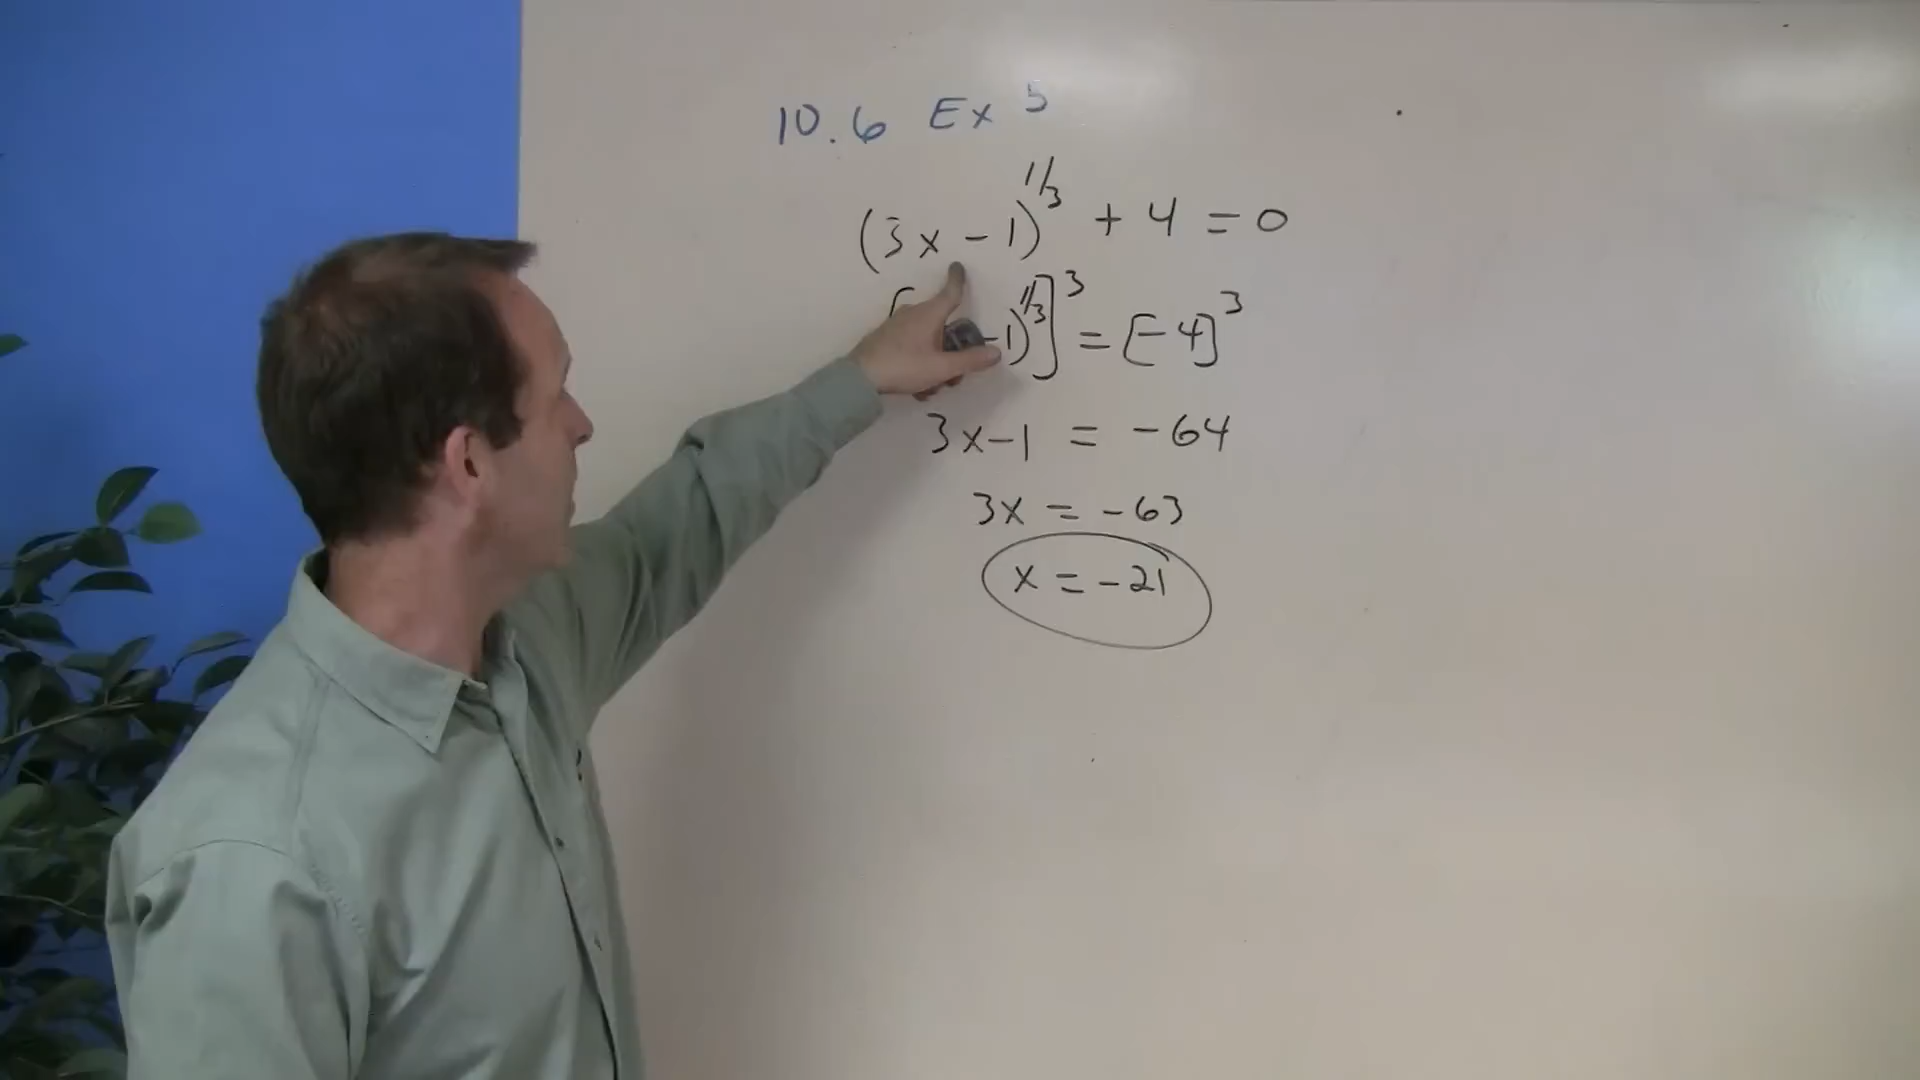 10.6 Ex 5
(3x-1)^1/3 + 4 = 0
[ -1)^1/3]^3 = [-4]^3
3x-1 = -64
3x = -63
x = -21